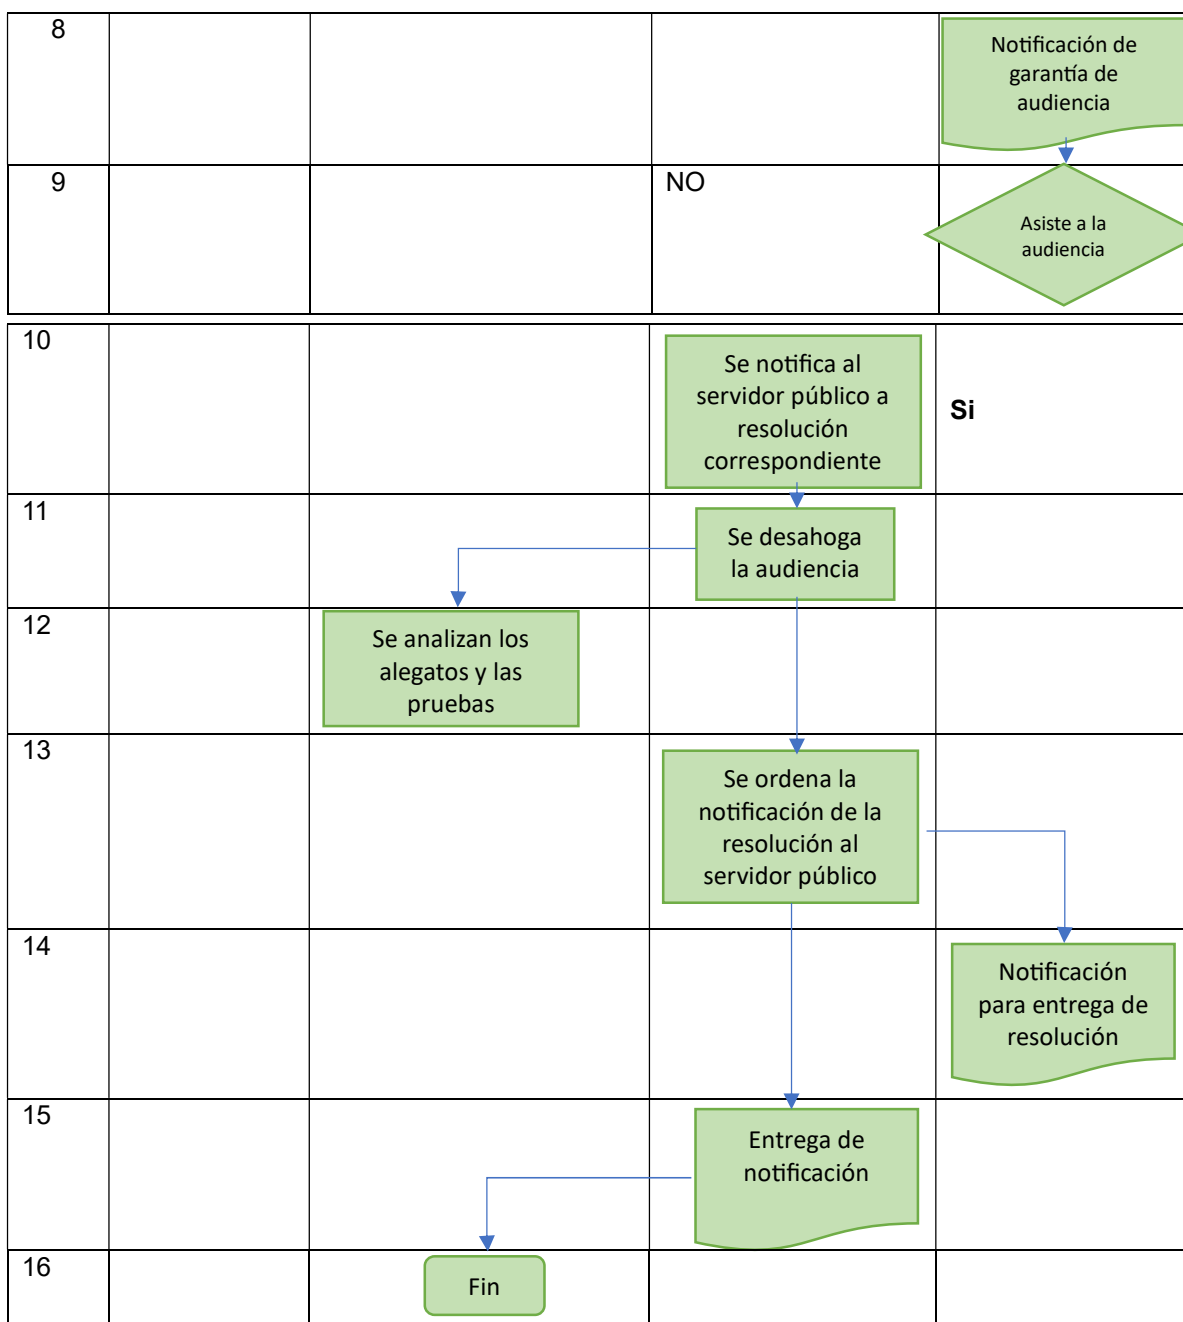 8
Notificación de
garantía de
audiencia
9
NO
Asiste a la
audiencia
10
Se notifica al
servidor público a
resolución
correspondiente
Si
11
Se desahoga
la audiencia
12
Se analizan los
alegatos y las
pruebas
13
Se ordena la
notificación de la
resolución al
servidor público
14
Notificación
para entrega de
resolución
15
Entrega de
notificación
16
Fin